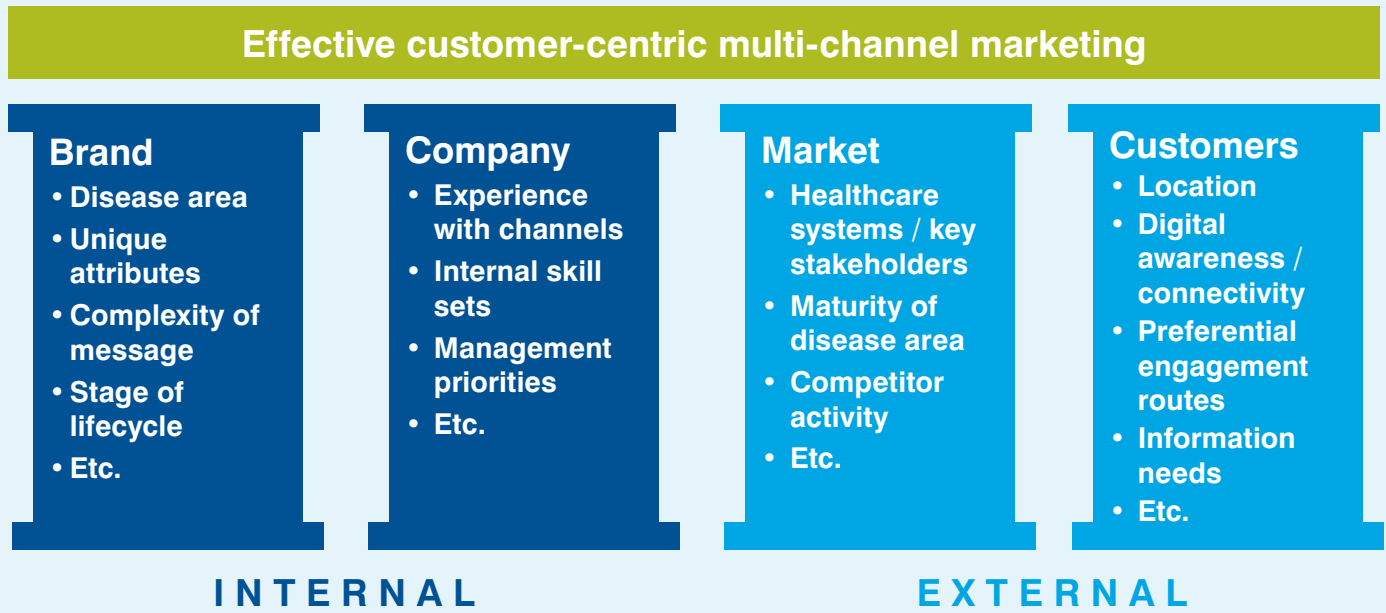 Effective customer-centric multi-channel marketing
Brand
• Disease area
• Unique
attributes
• Complexity of
message
• Stage of
lifecycle
• Etc.
Company
• Experience
with channels
• Internal skill
sets
• Management
priorities
• Etc.
Market
• Healthcare
systems / key
stakeholders
• Maturity of
disease area
• Competitor
activity
• Etc.
Customers
• Location
• Digital
awareness /
connectivity
• Preferential
engagement
routes
• Information
needs
• Etc.
INTERNAL
EXTERNAL